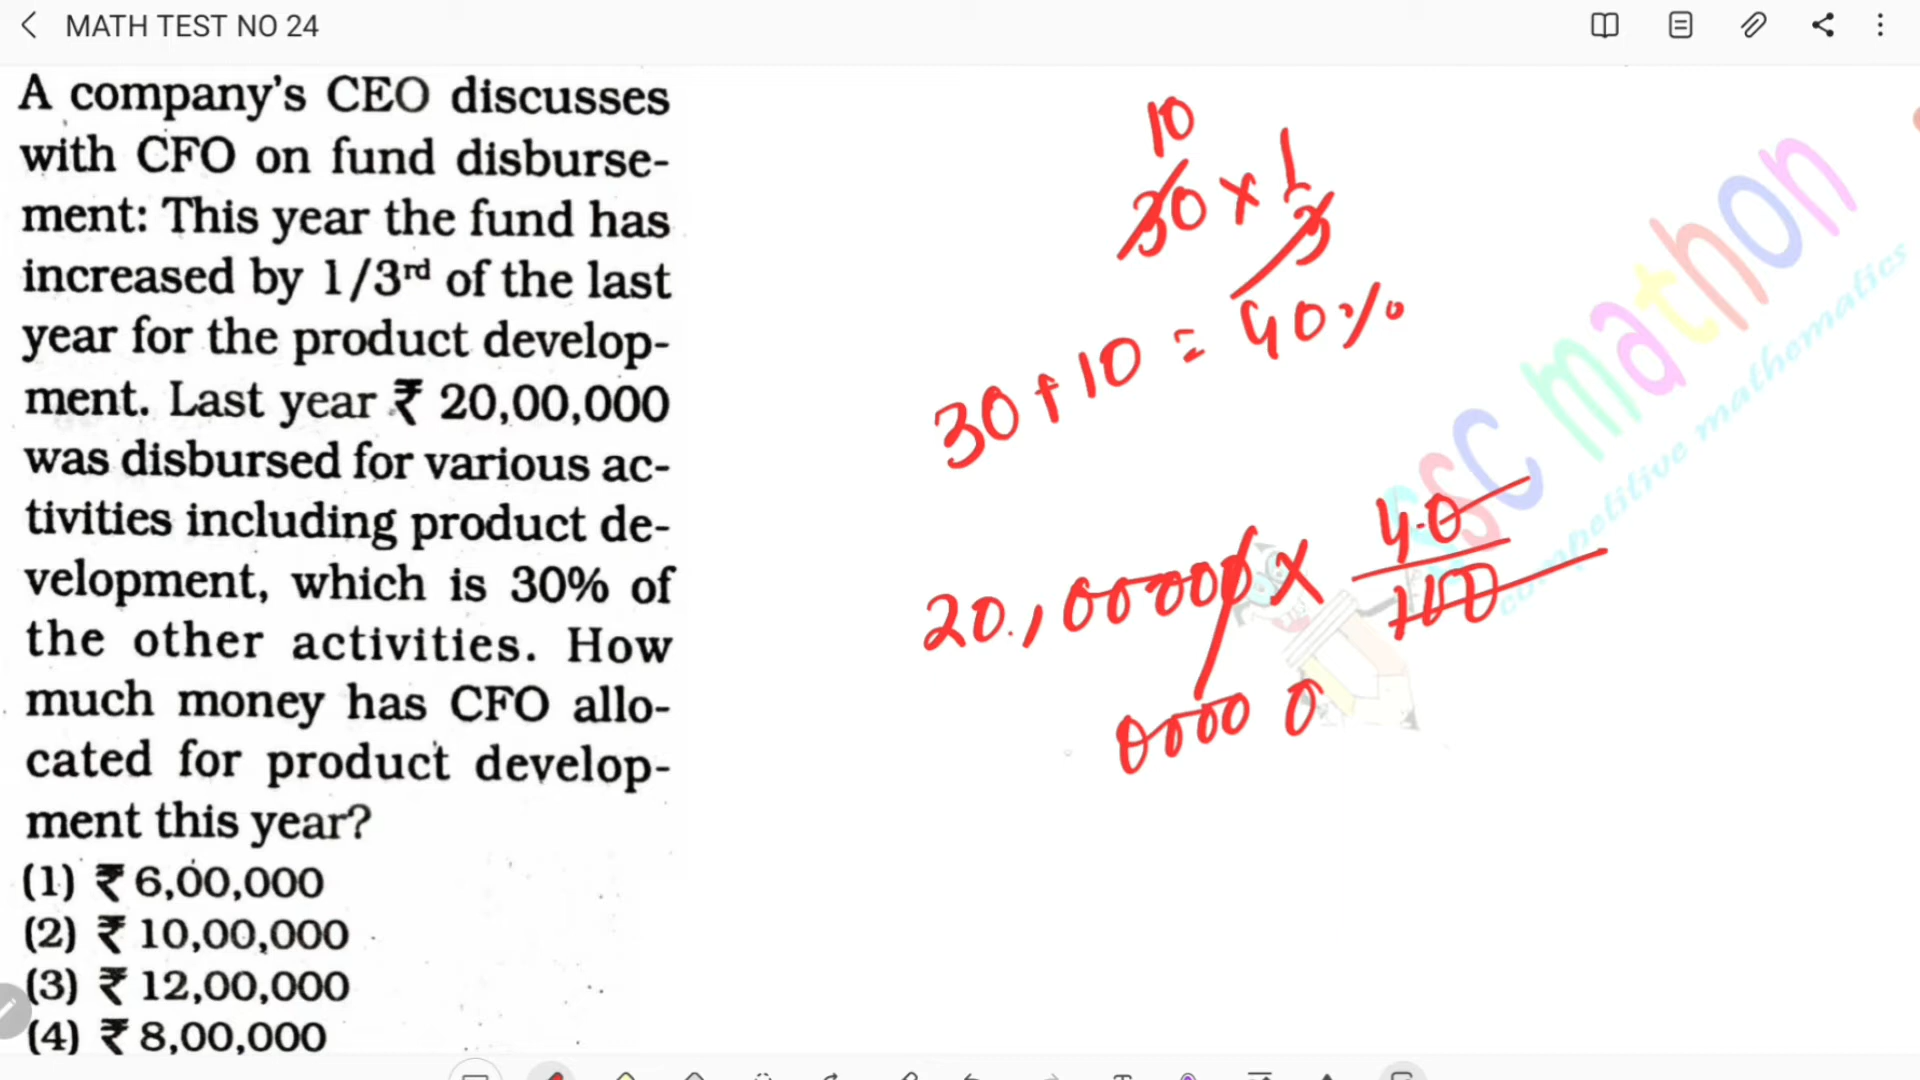 MATH TEST NO 24
A company's CEO discusses
with CFO on fund disburse-
ment: This year the fund has
increased by 1/3rd of the last
year for the product develop-
ment. Last year ₹ 20,00,000
was disbursed for various ac-
tivities including product de-
velopment, which is 30% of
the other activities. How
much money has CFO allo-
cated for product develop-
ment this year?
(1) ₹ 6,00,000
(2) ₹ 10,00,000
(3) ₹ 12,00,000
(4) ₹ 8,00,000
10
30 × 1
3
30 + 10 = 40%
20,00000 × 40
100
0000 0
SSC mathon
competitive mathematics